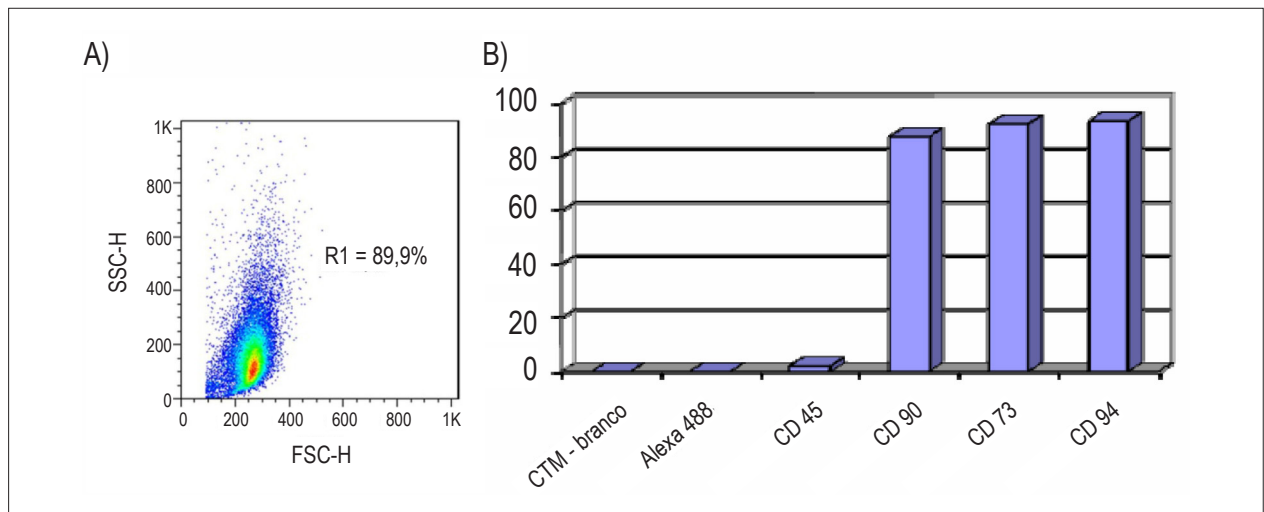 A)
1K
800
600
400
200
0
SSC-H
R1 = 89,9%
0 200 400 600 800 1K
FSC-H
B)
100
80
60
40
20
0
CTM - branco
Alexa 488
CD 45
CD 90
CD 73
CD 94